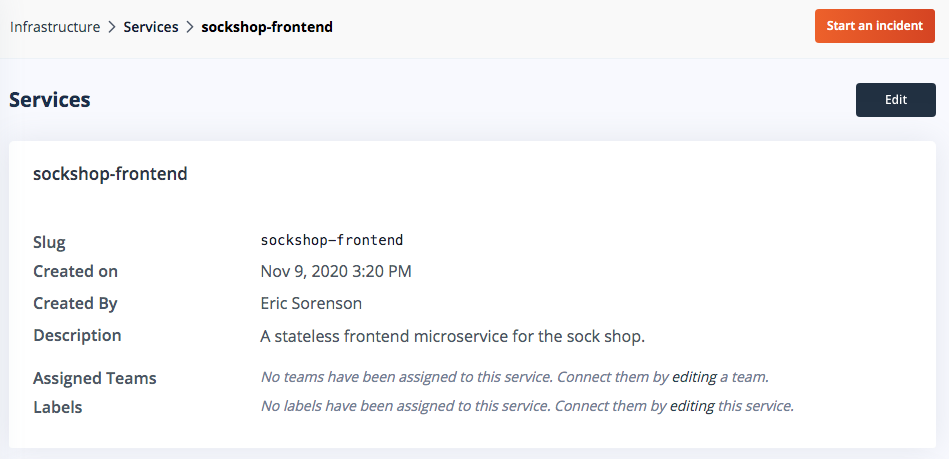 Infrastructure > Services > sockshop-frontend
Start an incident
Services
Edit
sockshop-frontend
Slug sockshop-frontend
Created on Nov 9, 2020 3:20 PM
Created By Eric Sorenson
Description A stateless frontend microservice for the sock shop.
Assigned Teams No teams have been assigned to this service. Connect them by editing a team.
Labels No labels have been assigned to this service. Connect them by editing this service.